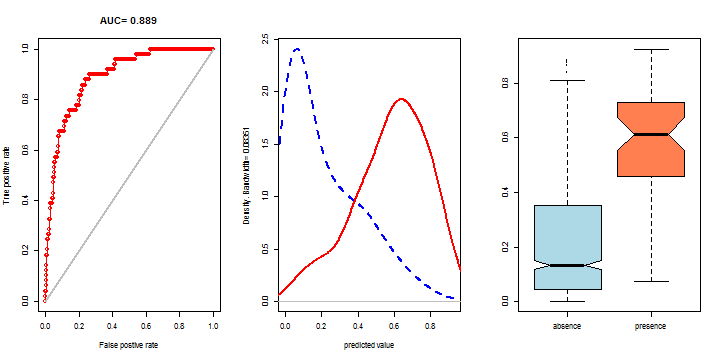 AUC= 0.889
True positive rate
1.0
0.8
0.6
0.4
0.2
0.0
0.0 0.2 0.4 0.6 0.8 1.0
False postive rate
Density. Bandwidth=
2.5
2.0
1.5
1.0
0.5
0.0
0.0 0.2 0.4 0.6 0.8
predicted value
0.8
0.6
0.4
0.2
0.0
absence presence